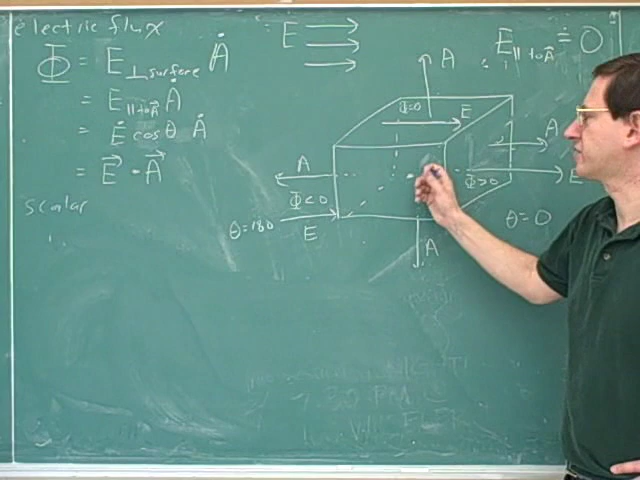 electric flux
Φ = E⊥surface A
= E∥ to A⃗ A
= E cos θ A
= E⃗ • A⃗
scalar
E
E∥ to A⃗ = 0
A
Φ=0
E
A
A
Φ<0
Φ>0
E
θ=180
E
A
θ=0